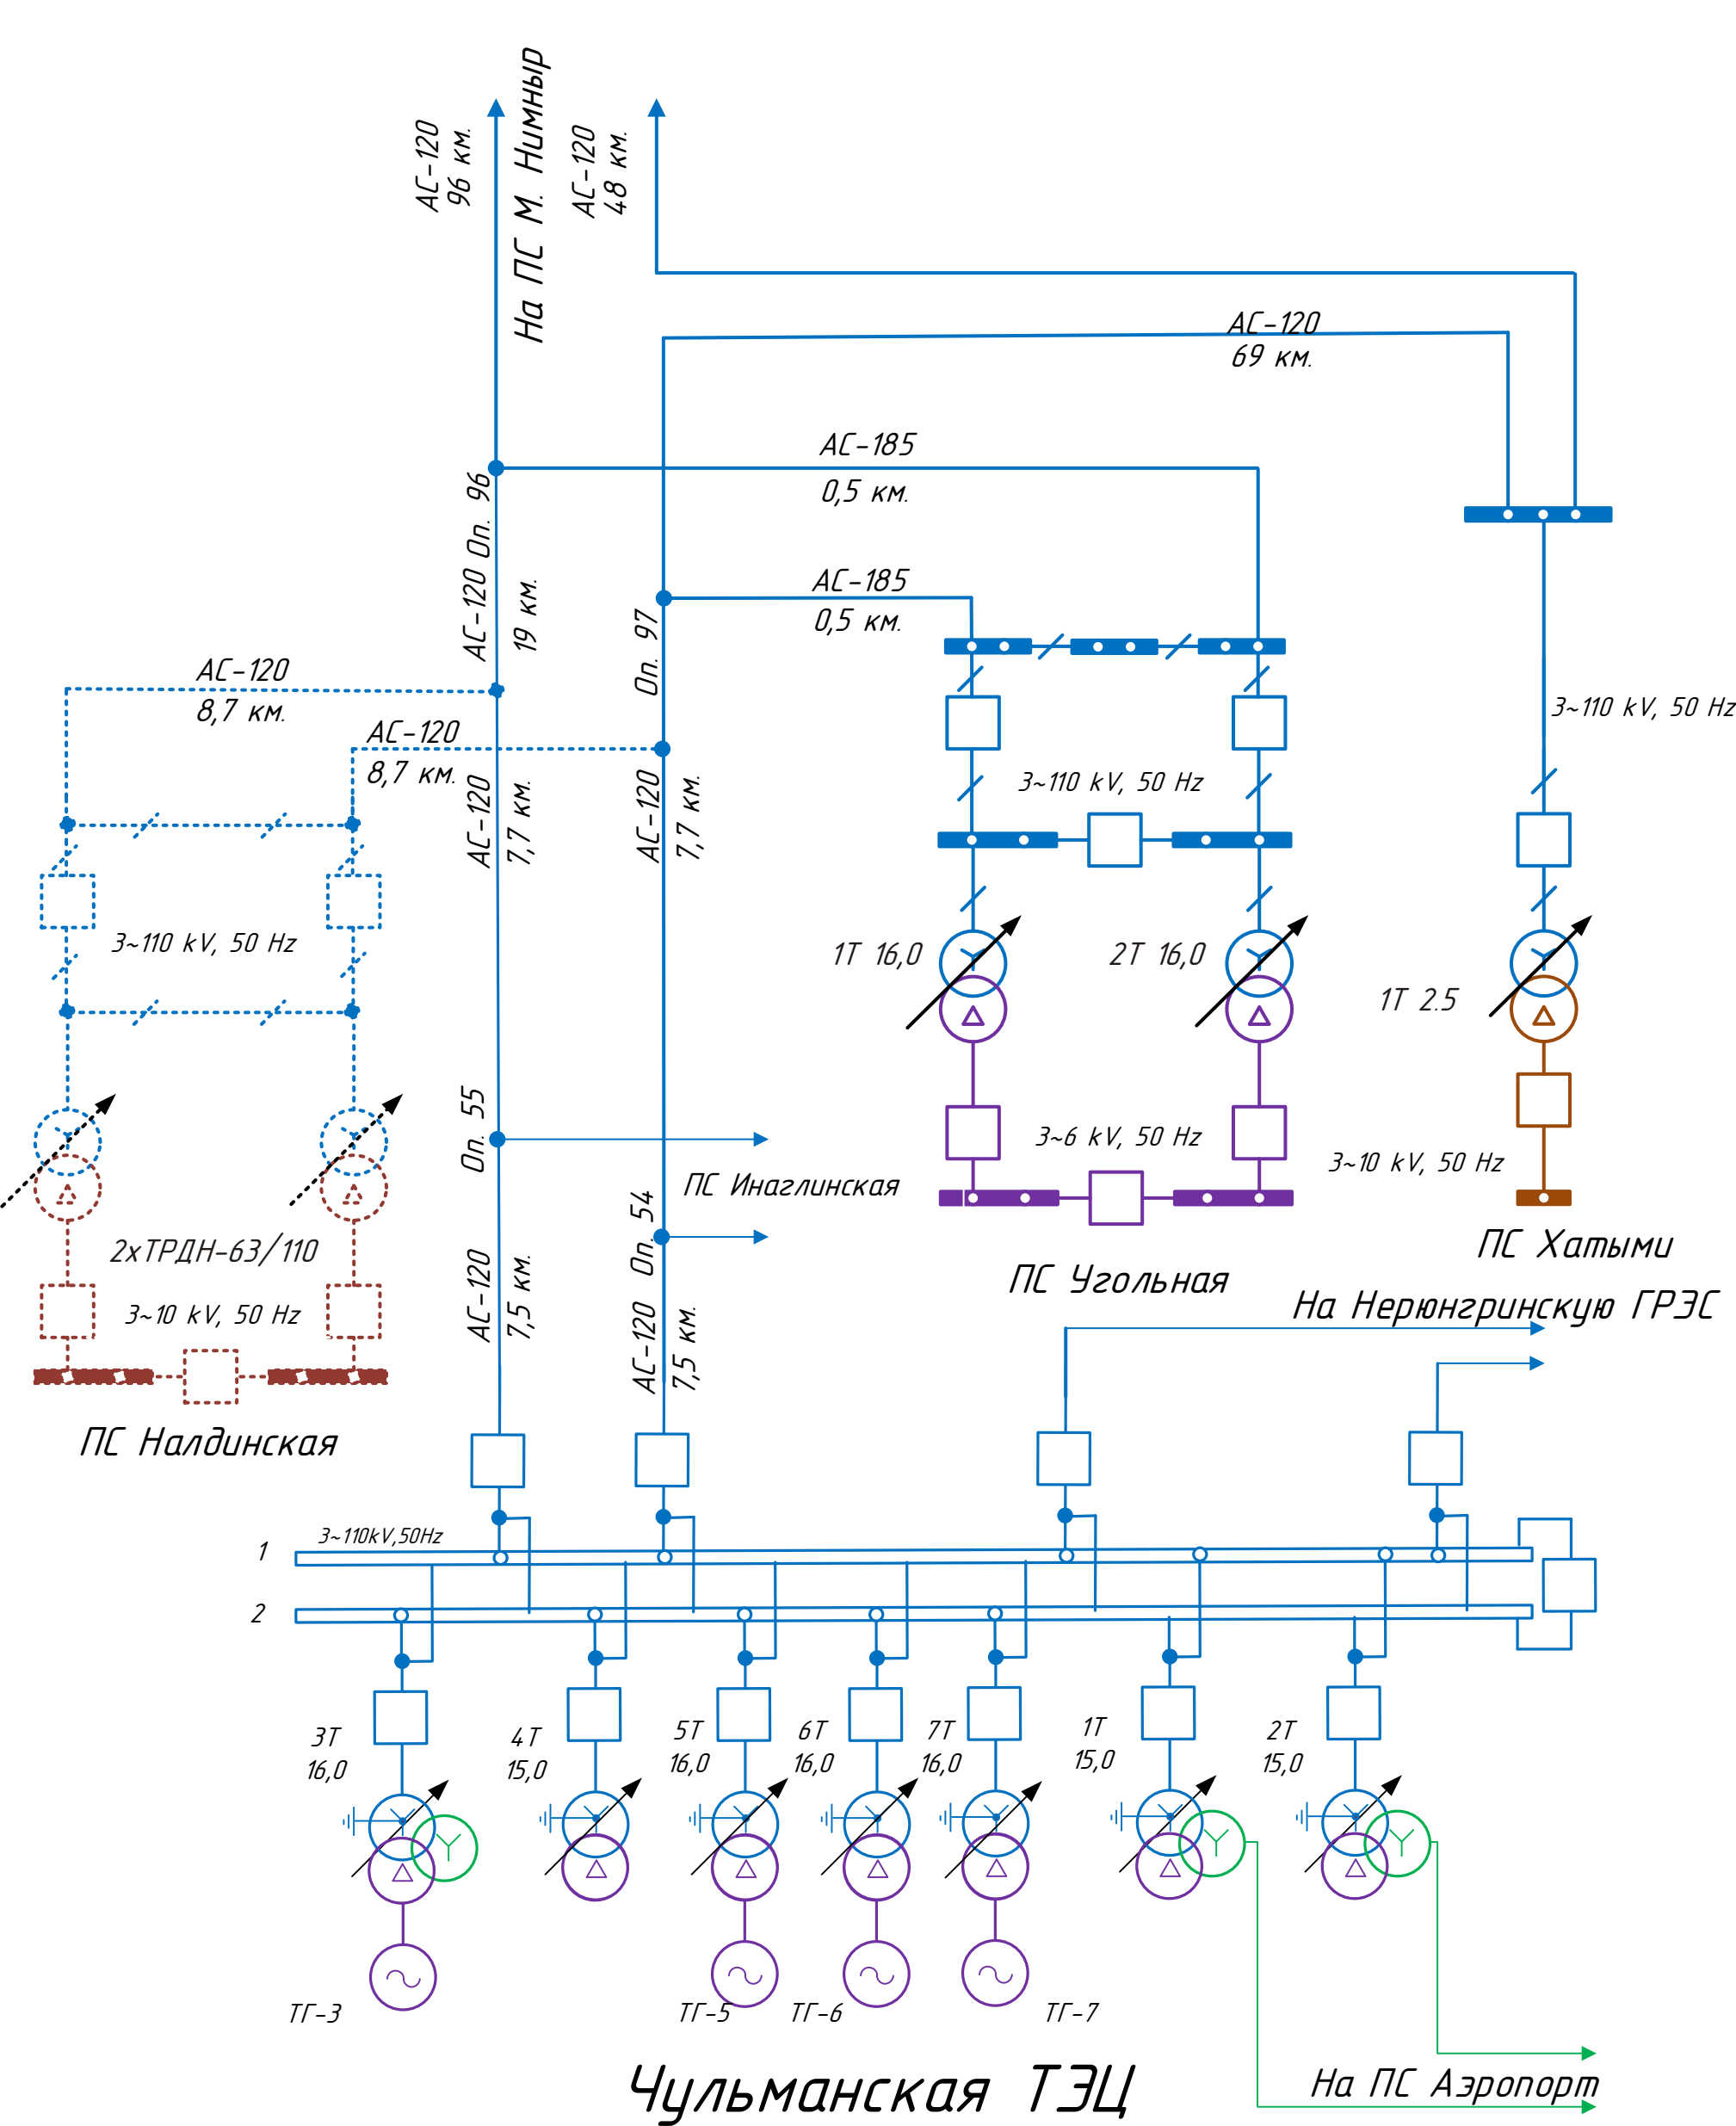 АС-120
96 км.
На ПС М. Нимныр
АС-120
48 км.
АС-120
69 км.
АС-185
0,5 км.
АС-120 Оп. 96
19 км.
АС-185
0,5 км.
Оп. 97
АС-120
8,7 км.
АС-120
8,7 км.
АС-120
7,7 км.
АС-120
7,7 км.
3~110 kV, 50 Hz
3~110 kV, 50 Hz
3~110 kV, 50 Hz
1Т 16,0
2Т 16,0
1Т 2.5
Оп. 55
3~6 kV, 50 Hz
3~10 kV, 50 Hz
ПС Инаглинская
2хТРДН-63/110
3~10 kV, 50 Hz
АС-120
7,5 км.
АС-120 Оп. 54
7,5 км.
ПС Хатыми
ПС Угольная
На Нерюнгринскую ГРЭС
ПС Налдинская
3~110kV,50Hz
1
2
3Т
16,0
4Т
15,0
5Т
16,0
6Т
16,0
7Т
16,0
1Т
15,0
2Т
15,0
ТГ-3
ТГ-5
ТГ-6
ТГ-7
Чульманская ТЭЦ
На ПС Аэропорт